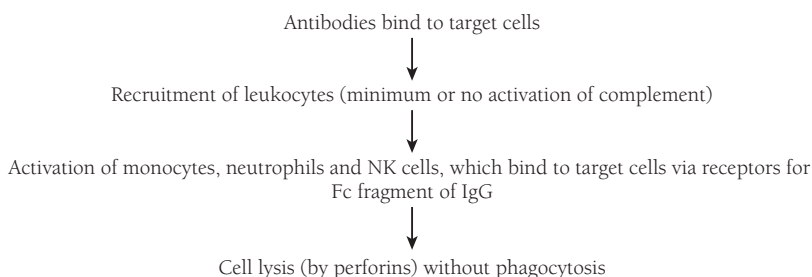 Antibodies bind to target cells
Recruitment of leukocytes (minimum or no activation of complement)
Activation of monocytes, neutrophils and NK cells, which bind to target cells via receptors for
Fc fragment of IgG
Cell lysis (by perforins) without phagocytosis